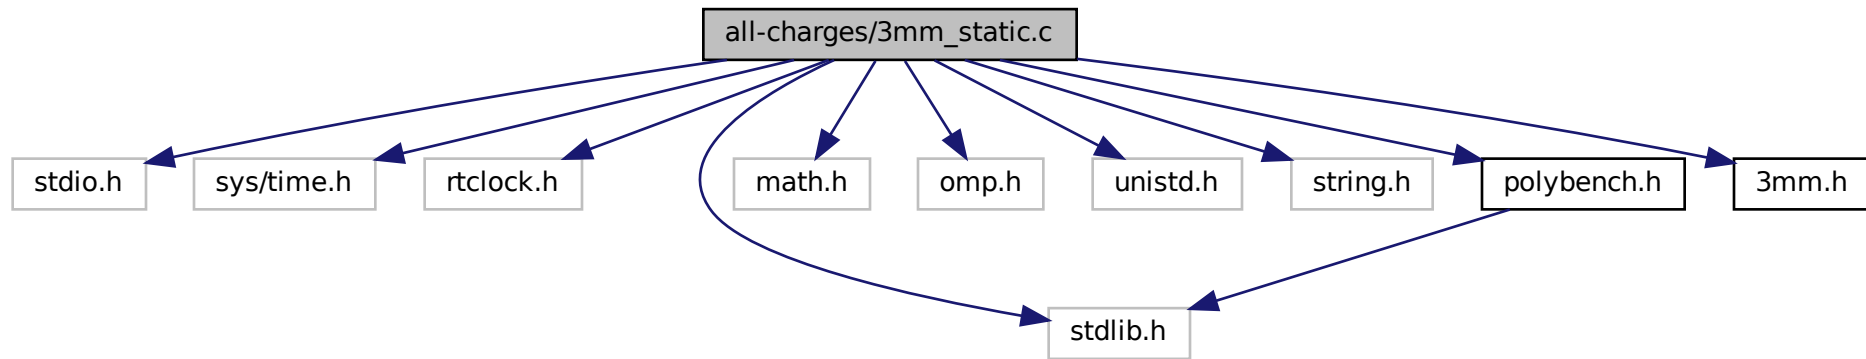 all-charges/3mm_static.c
stdio.h
sys/time.h
rtclock.h
math.h
omp.h
unistd.h
string.h
polybench.h
3mm.h
stdlib.h